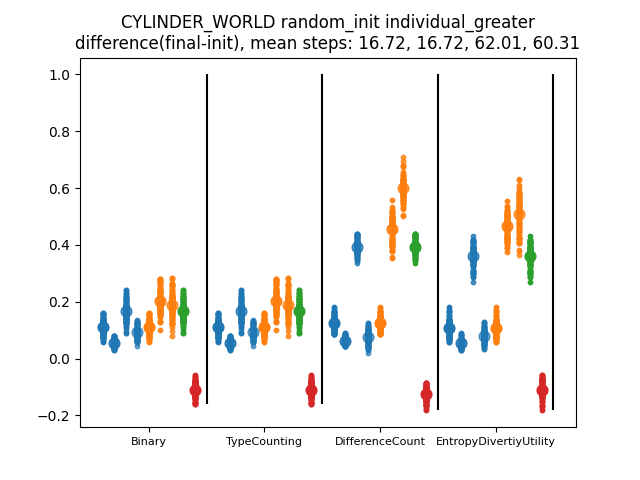 CYLINDER_WORLD random_init individual_greater
difference(final-init), mean steps: 16.72, 16.72, 62.01, 60.31
1.0
0.8
0.6
0.4
0.2
0.0
−0.2
Binary TypeCounting DifferenceCount EntropyDivertiyUtility